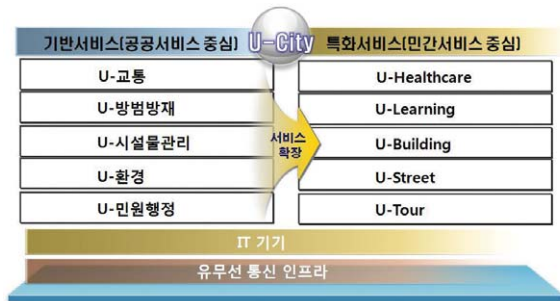 기반서비스(공공서비스 중심)
U-City
특화서비스(민간서비스 중심)
U-교통
U-방범방재
U-시설물관리
U-환경
U-민원행정
서비스
확장
U-Healthcare
U-Learning
U-Building
U-Street
U-Tour
IT 기기
유무선 통신 인프라